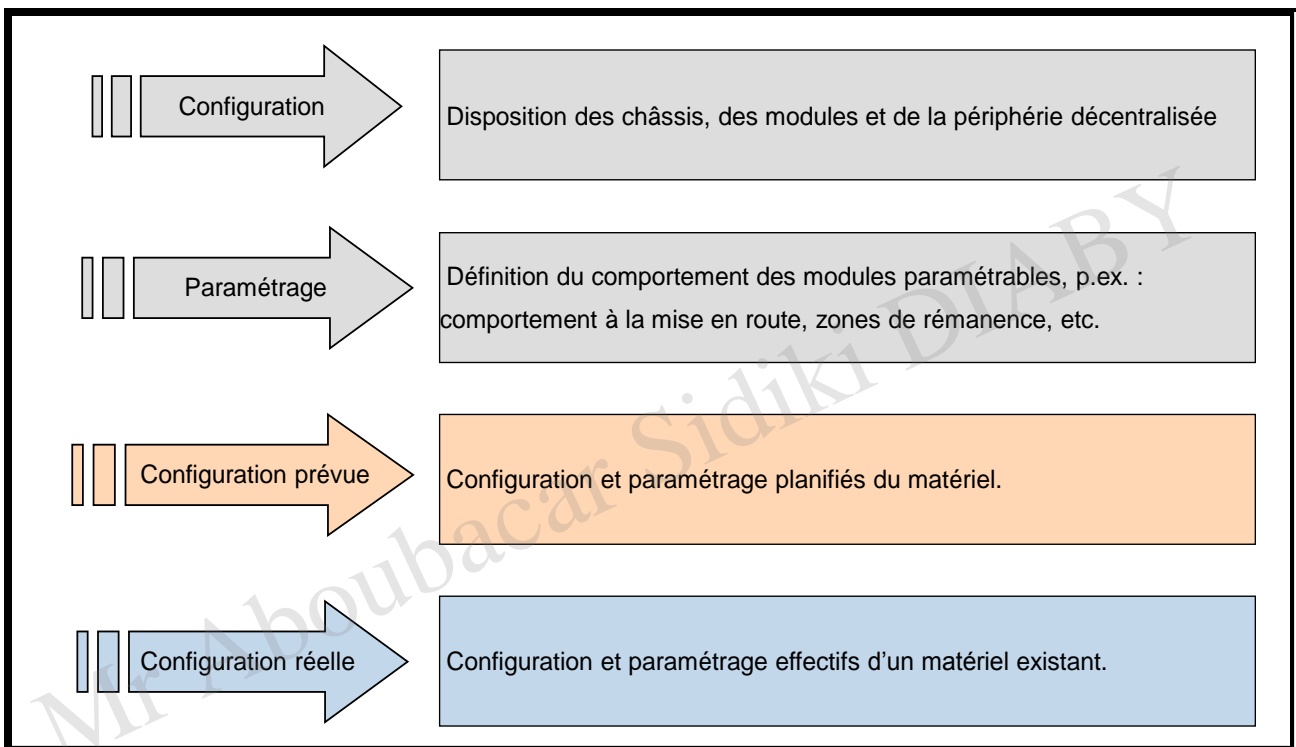 Configuration
Disposition des châssis, des modules et de la périphérie décentralisée
Paramétrage
Définition du comportement des modules paramétrables, p.ex. :
comportement à la mise en route, zones de rémanence, etc.
Configuration prévue
Configuration et paramétrage planifiés du matériel.
Configuration réelle
Configuration et paramétrage effectifs d'un matériel existant.
Mr Aboubacar Sidiki DIABY